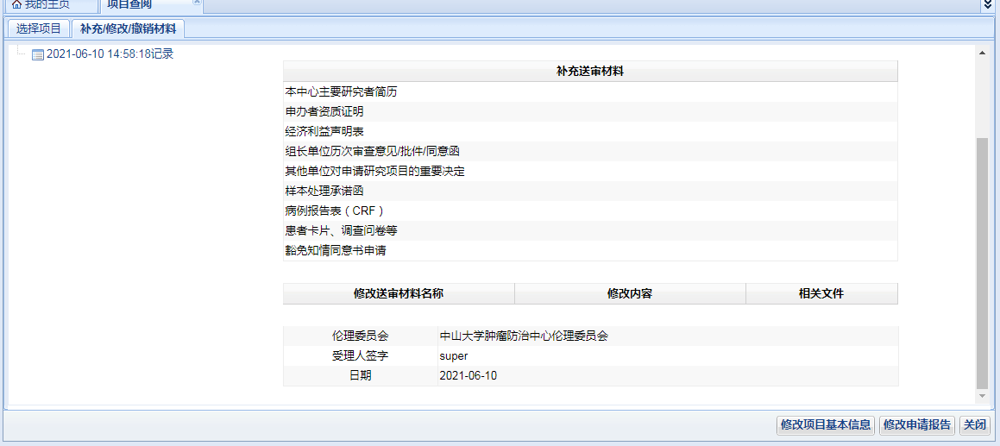 我的主页 项目查阅
选择项目 补充/修改/撤销材料
2021-06-10 14:58:18记录
补充送审材料
本中心主要研究者简历
申办者资质证明
经济利益声明表
组长单位历次审查意见/批件/同意函
其他单位对申请研究项目的重要决定
样本处理承诺函
病例报告表（CRF）
患者卡片、调查问卷等
豁免知情同意书申请
修改送审材料名称 修改内容 相关文件
伦理委员会 中山大学肿瘤防治中心伦理委员会
受理人签字 super
日期 2021-06-10
修改项目基本信息 修改申请报告 关闭